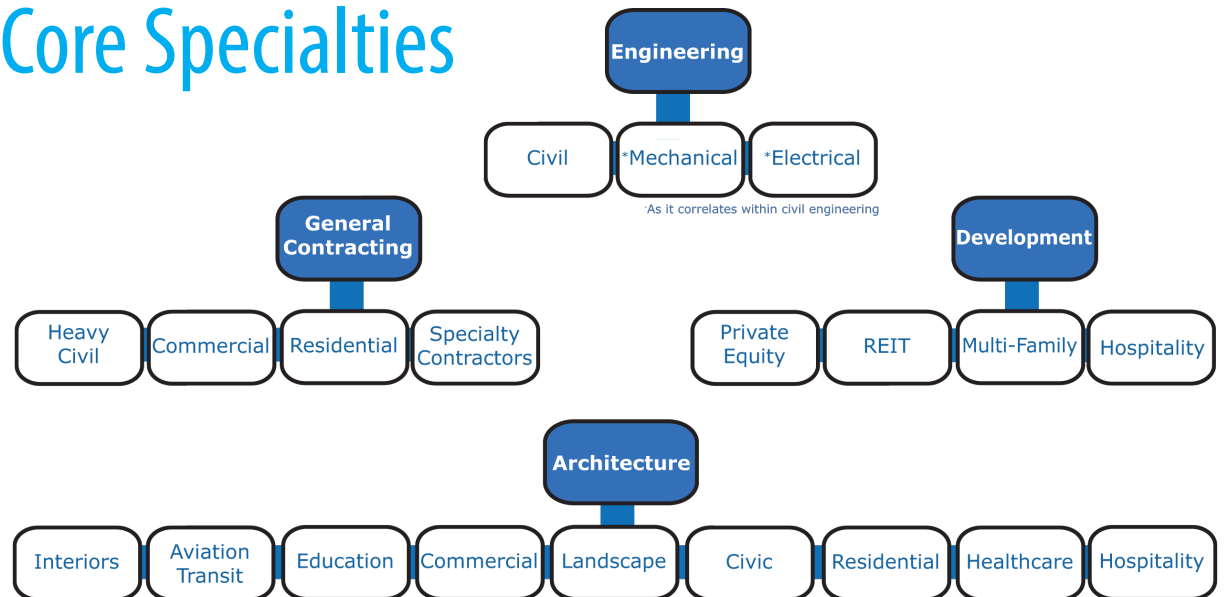 Core Specialties
Engineering
Civil
*Mechanical
*Electrical
*As it correlates within civil engineering
General
Contracting
Heavy
Civil
Commercial
Residential
Specialty
Contractors
Development
Private
Equity
REIT
Multi-Family
Hospitality
Architecture
Interiors
Aviation
Transit
Education
Commercial
Landscape
Civic
Residential
Healthcare
Hospitality